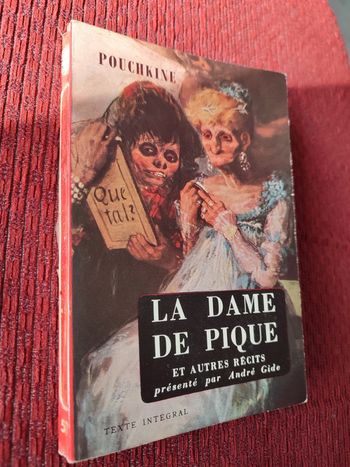 POUCHKINE
Que
tal?
LA DAME
DE PIQUE
ET AUTRES RÉCITS
présenté par André Gide
TEXTE INTÉGRAL